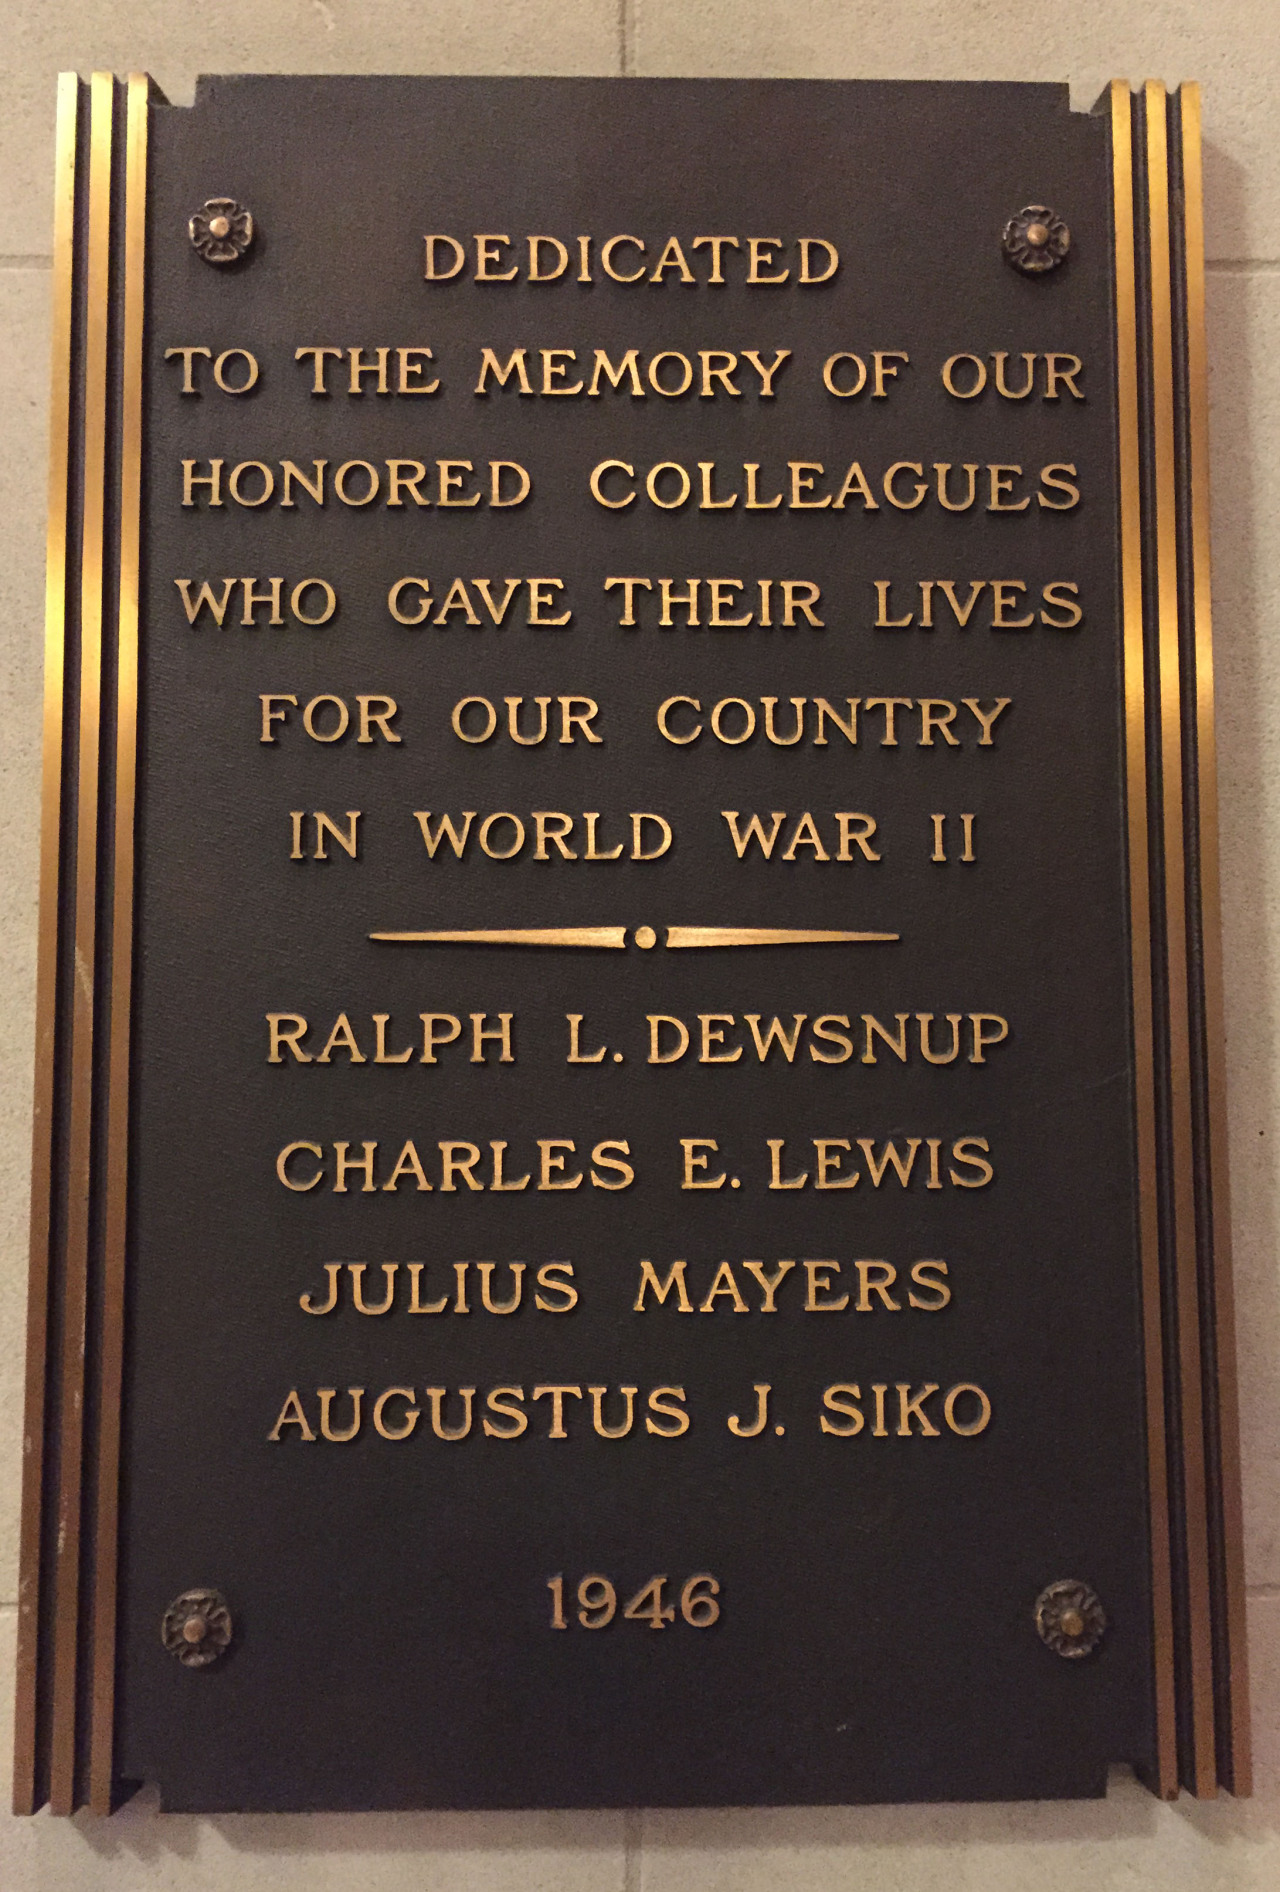 DEDICATED
TO THE MEMORY OF OUR
HONORED COLLEAGUES
WHO GAVE THEIR LIVES
FOR OUR COUNTRY
IN WORLD WAR II
RALPH L. DEWSNUP
CHARLES E. LEWIS
JULIUS MAYERS
AUGUSTUS J. SIKO
1946